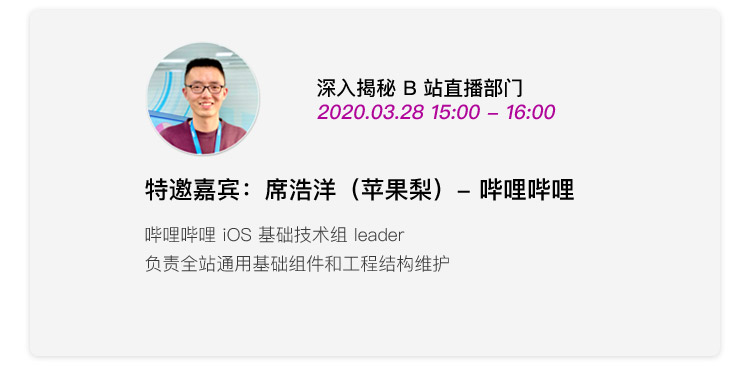 深入揭秘 B 站直播部门
2020.03.28 15:00 - 16:00
特邀嘉宾：席浩洋（苹果梨）- 哔哩哔哩
哔哩哔哩 iOS 基础技术组 leader
负责全站通用基础组件和工程结构维护